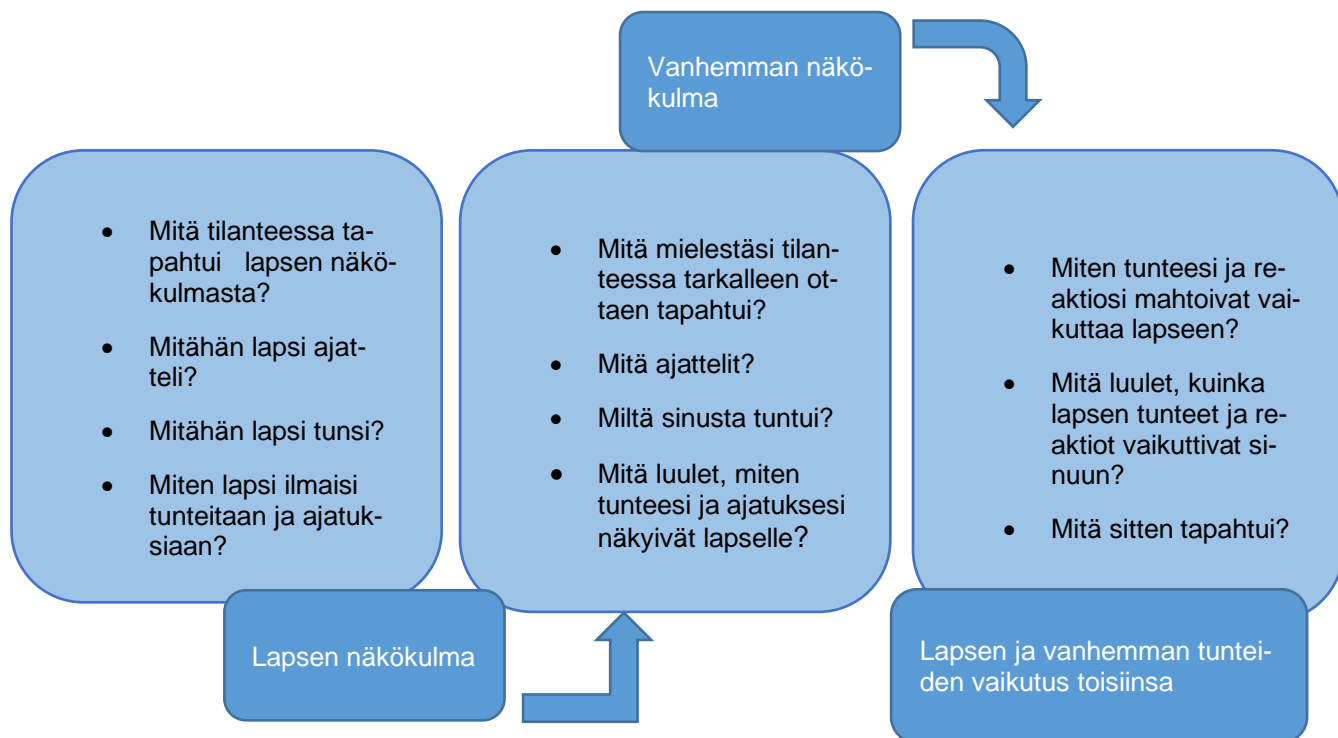 Vanhemman näkö-
kulma
• Mitä tilanteessa ta-
pahtui lapsen näkö-
kulmasta?
• Mitähän lapsi ajat-
teli?
• Mitähän lapsi tunsi?
• Miten lapsi ilmaisi
tunteitaan ja ajatuk-
siaan?
Lapsen näkökulma
• Mitä mielestäsi tilan-
teessa tarkalleen ot-
taen tapahtui?
• Mitä ajattelit?
• Miltä sinusta tuntui?
• Mitä luulet, miten
tunteesi ja ajatuksesi
näkyivät lapselle?
• Miten tunteesi ja re-
aktiosi mahtoivat vai-
kuttaa lapseen?
• Mitä luulet, kuinka
lapsen tunteet ja re-
aktiot vaikuttivat si-
nuun?
• Mitä sitten tapahtui?
Lapsen ja vanhemman tuntei-
den vaikutus toisiinsa